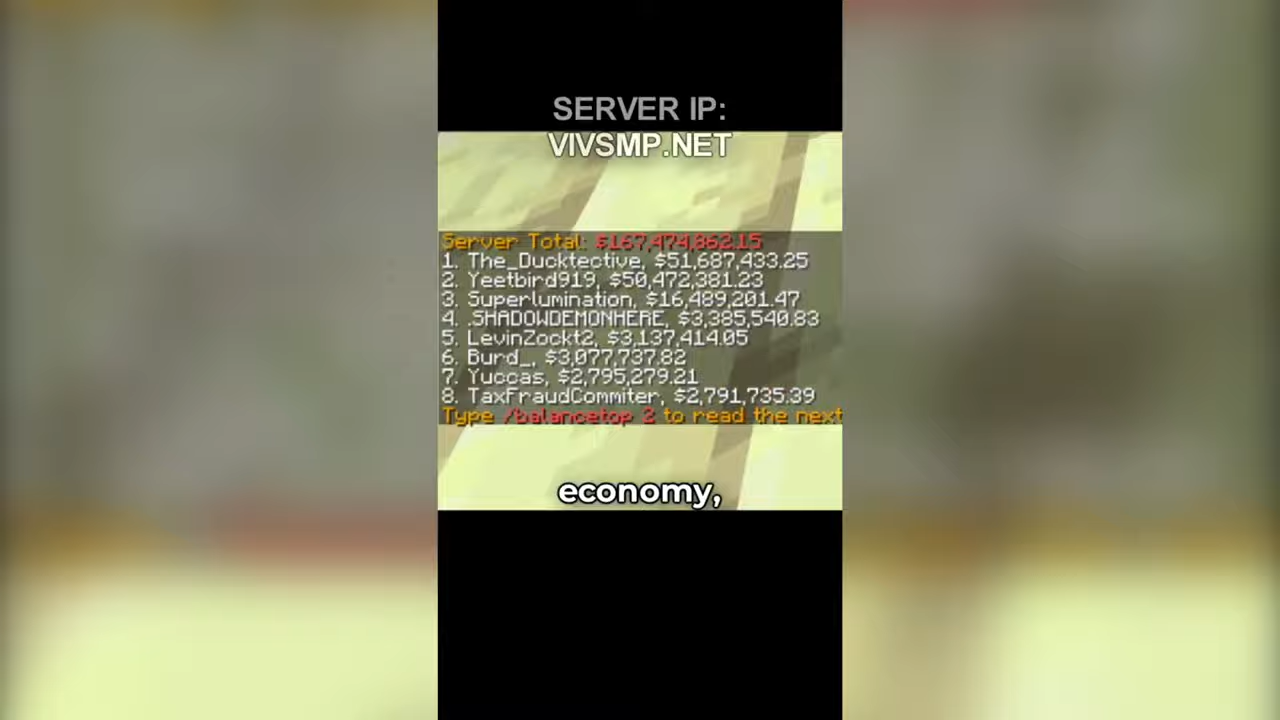 SERVER IP:
VIVSMP.NET
Server Total: $167,474,862.15
1. The_Ducktective, $51,687,433.25
2. Yeetbird919, $50,472,381.23
3. Superlumination, $16,489,201.47
4. .SHADOWDEMONHERE, $3,385,540.83
5. LevinZockt2, $3,137,414.05
6. Burd_, $3,077,737.82
7. Yuccas, $2,795,279.21
8. TaxFraudCommiter, $2,791,735.39
Type /balancetop 2 to read the next
economy,